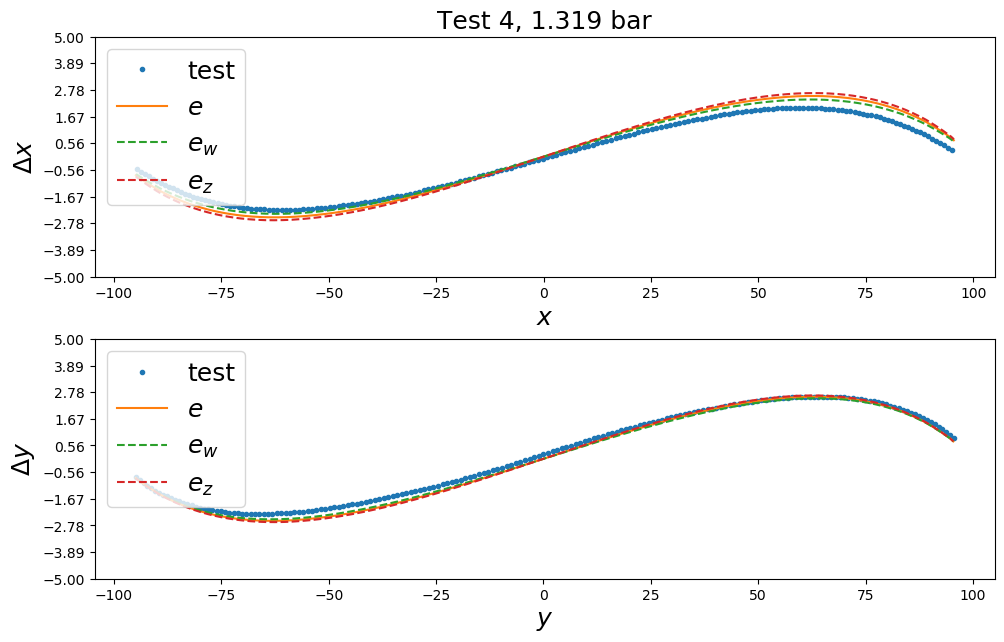 Test 4, 1.319 bar
5.00
3.89
2.78
1.67
0.56
−0.56
−1.67
−2.78
−3.89
−5.00
Δx
test
e
e_w
e_z
−100 −75 −50 −25 0 25 50 75 100
x
5.00
3.89
2.78
1.67
0.56
−0.56
−1.67
−2.78
−3.89
−5.00
Δy
test
e
e_w
e_z
−100 −75 −50 −25 0 25 50 75 100
y